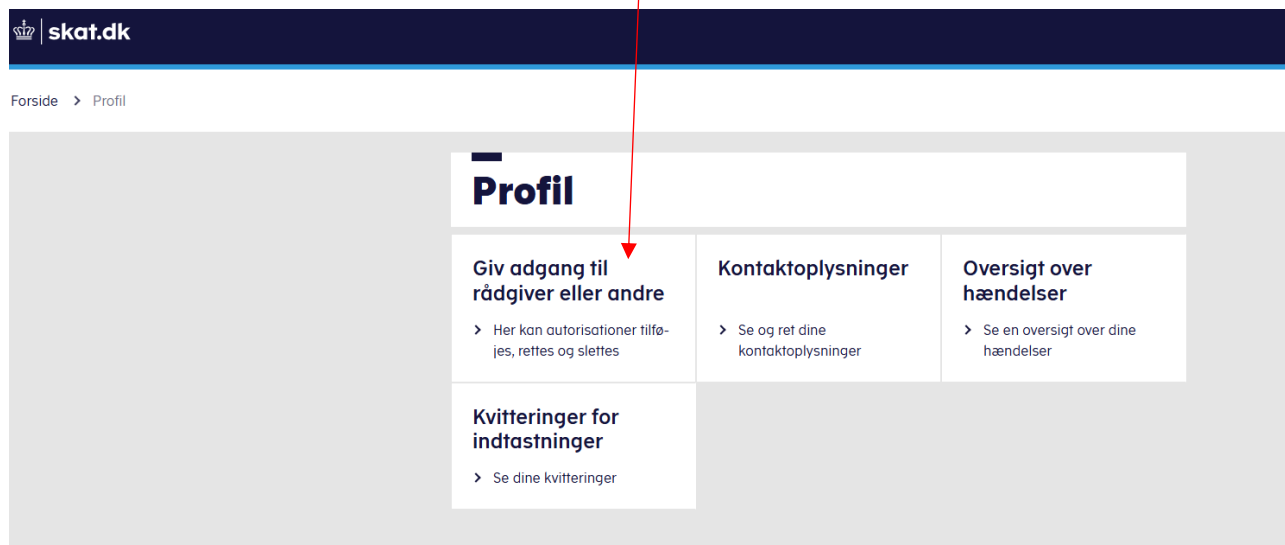 skat.dk
Forside > Profil
Profil
Giv adgang til
rådgiver eller andre
> Her kan autorisationer tilfø-
jes, rettes og slettes
Kontaktoplysninger
> Se og ret dine
kontaktoplysninger
Oversigt over
hændelser
> Se en oversigt over dine
hændelser
Kvitteringer for
indtastninger
> Se dine kvitteringer